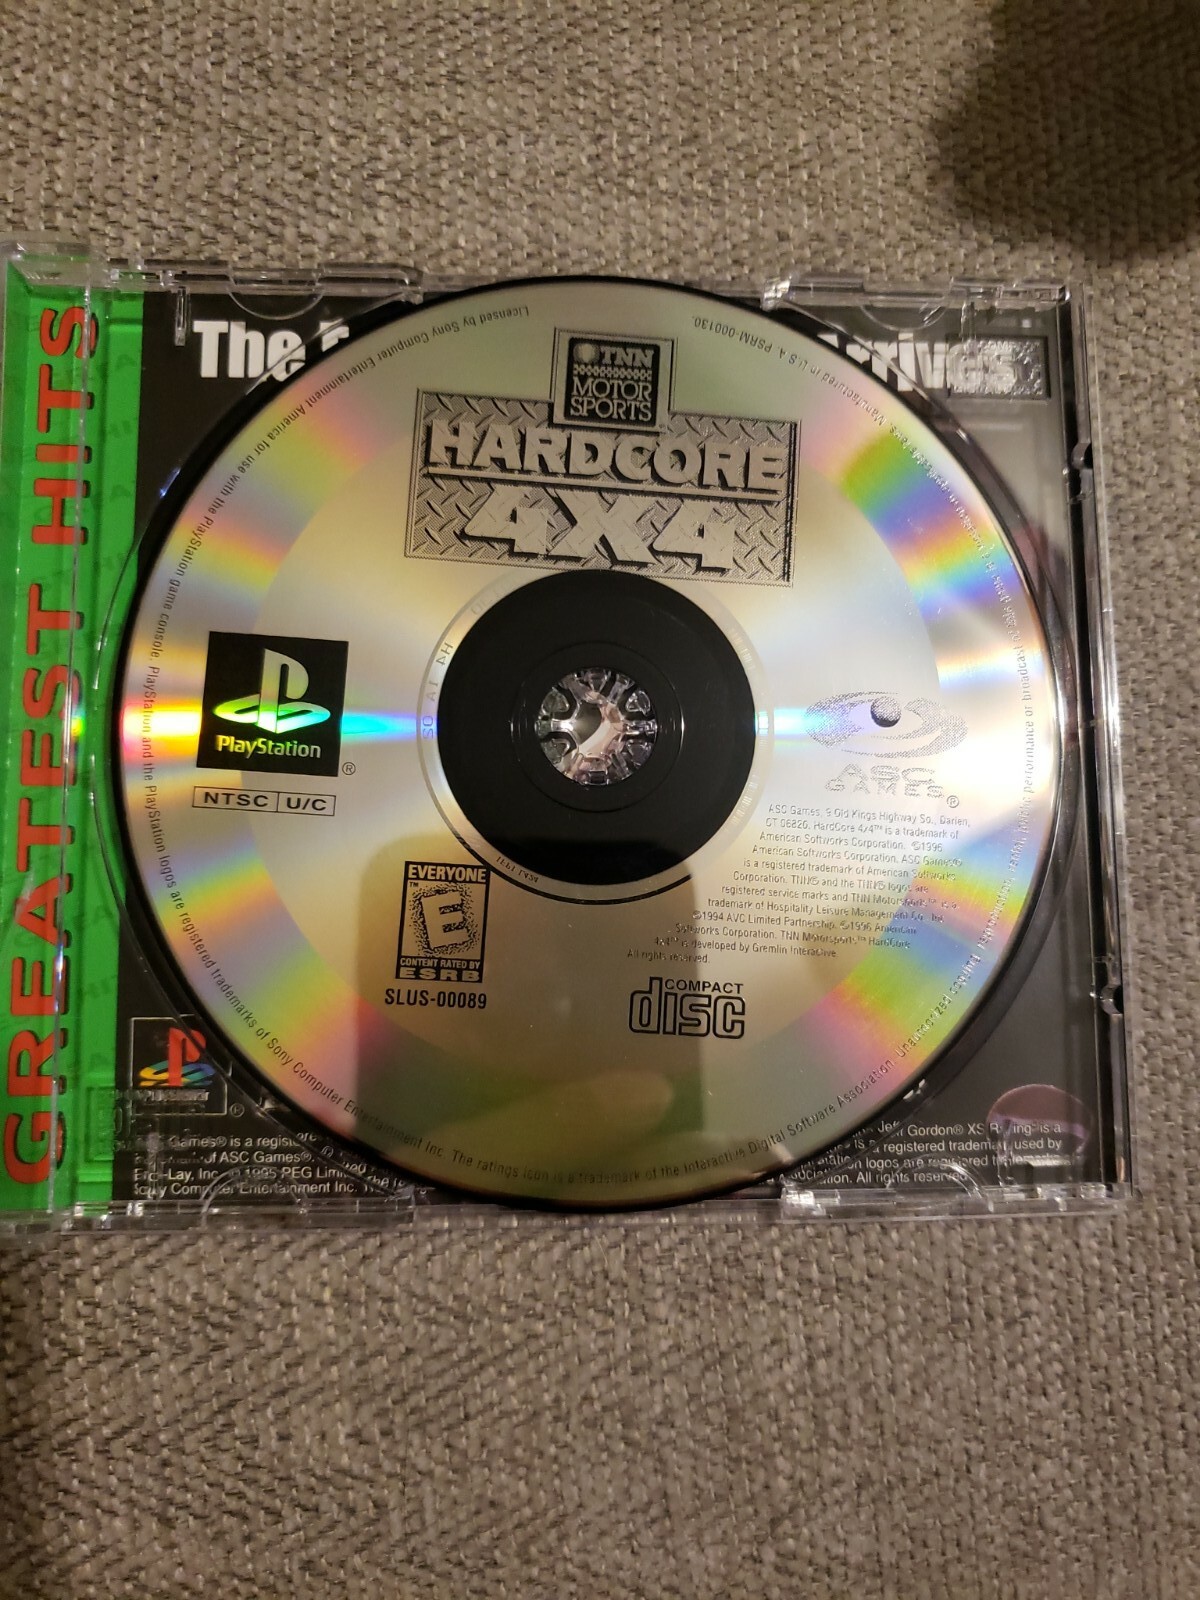 GREATEST HITS
The
TNN
MOTOR
SPORTS
HARDCORE
4X4
Licensed by Sony Computer Entertainment America for use with the PlayStation game console. PlayStation and the PlayStation logos are registered trademarks of Sony Computer Entertainment Inc. The ratings icon is a trademark of the Interactive Digital Software Association.
Manufactured in U.S.A. PSRM-000130.
PlayStation
®
NTSC U/C
ASC
GAMES®
ASC Games, 9 Old Kings Highway So., Darien,
CT 06820. HardCore 4x4™ is a trademark of
American Softworks Corporation. ©1996
American Softworks Corporation. ASC Games®
is a registered trademark of American Softworks
Corporation. TNN® and the TNN® logos are
registered service marks and TNN Motorsports™ is a
trademark of Hospitality Leisure Management Co., Inc.
©1994 AVC Limited Partnership. ©1996 American
Softworks Corporation. TNN Motorsports™ HardCore
4x4™ is developed by Gremlin Interactive.
All rights reserved.
EVERYONE
™
E
CONTENT RATED BY
ESRB
SLUS-00089
COMPACT
disc
PlayStation
®
Games® is a
Gordon® XS Racing is a
of ASC Games®.
is a registered trademark used by
Lay, Inc. © 1995 PEG
logos are registered trademarks
Sony Computer Entertainment Inc.
Association. All rights reserved